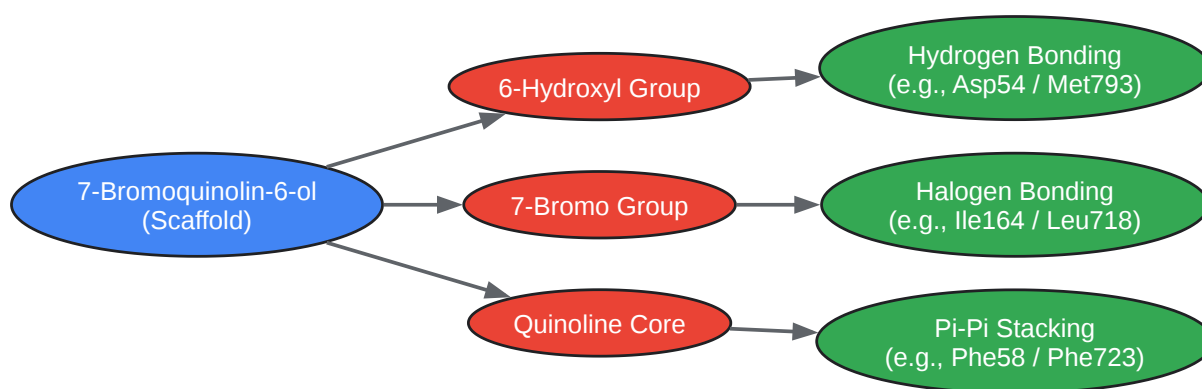 7-Bromoquinolin-6-ol
(Scaffold)
6-Hydroxyl Group
7-Bromo Group
Quinoline Core
Hydrogen Bonding
(e.g., Asp54 / Met793)
Halogen Bonding
(e.g., Ile164 / Leu718)
Pi-Pi Stacking
(e.g., Phe58 / Phe723)